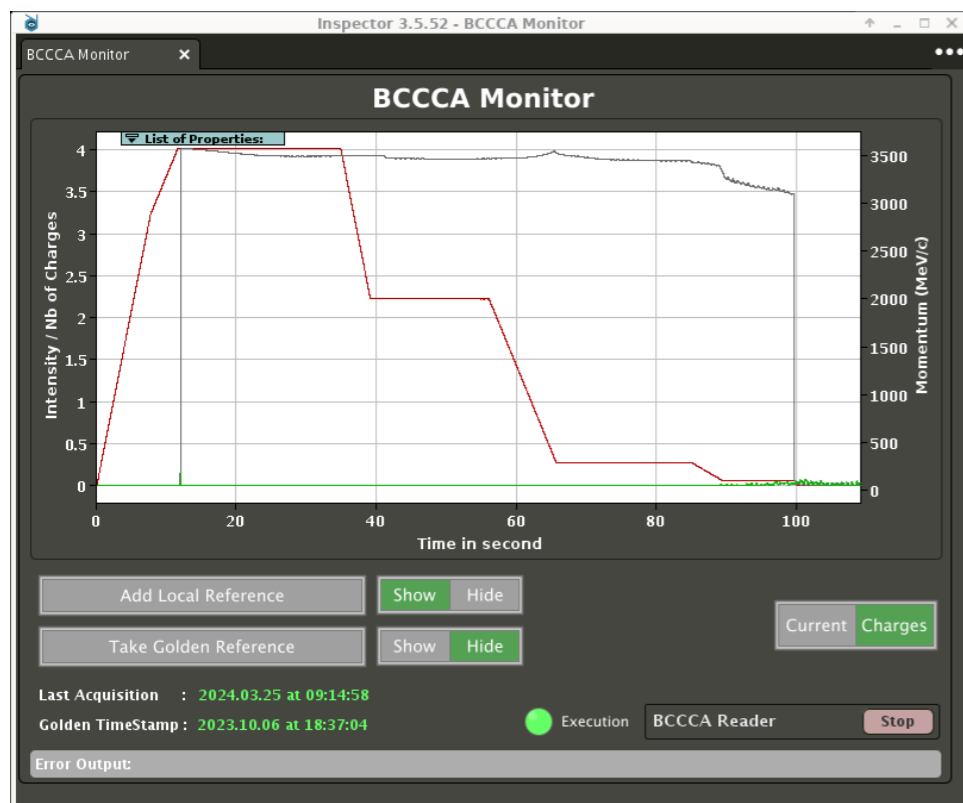 Inspector 3.5.52 - BCCCA Monitor
BCCCA Monitor
BCCCA Monitor
List of Properties:
Intensity / Nb of Charges
4
3.5
3
2.5
2
1.5
1
0.5
0
3500
3000
2500
2000
1500
1000
500
0
Momentum (MeV/c)
0 20 40 60 80 100
Time in second
Add Local Reference Show Hide
Take Golden Reference Show Hide
Current Charges
Last Acquisition : 2024.03.25 at 09:14:58
Golden TimeStamp : 2023.10.06 at 18:37:04
Execution BCCCA Reader Stop
Error Output: